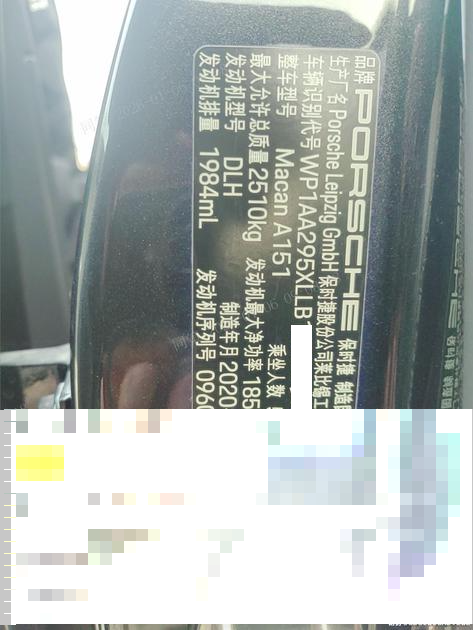 品牌 PORSCHE 保时捷 制造
生产厂名 Porsche Leipzig GmbH 保时捷股份公司莱比锡工
车辆识别代号 WP1AA295XLLB
整车型号 Macan A151 乘坐人数
最大允许总质量 2510kg 发动机最大净功率 185
发动机型号 DLH 制造年月 2020
发动机排量 1984mL 发动机序列号 096